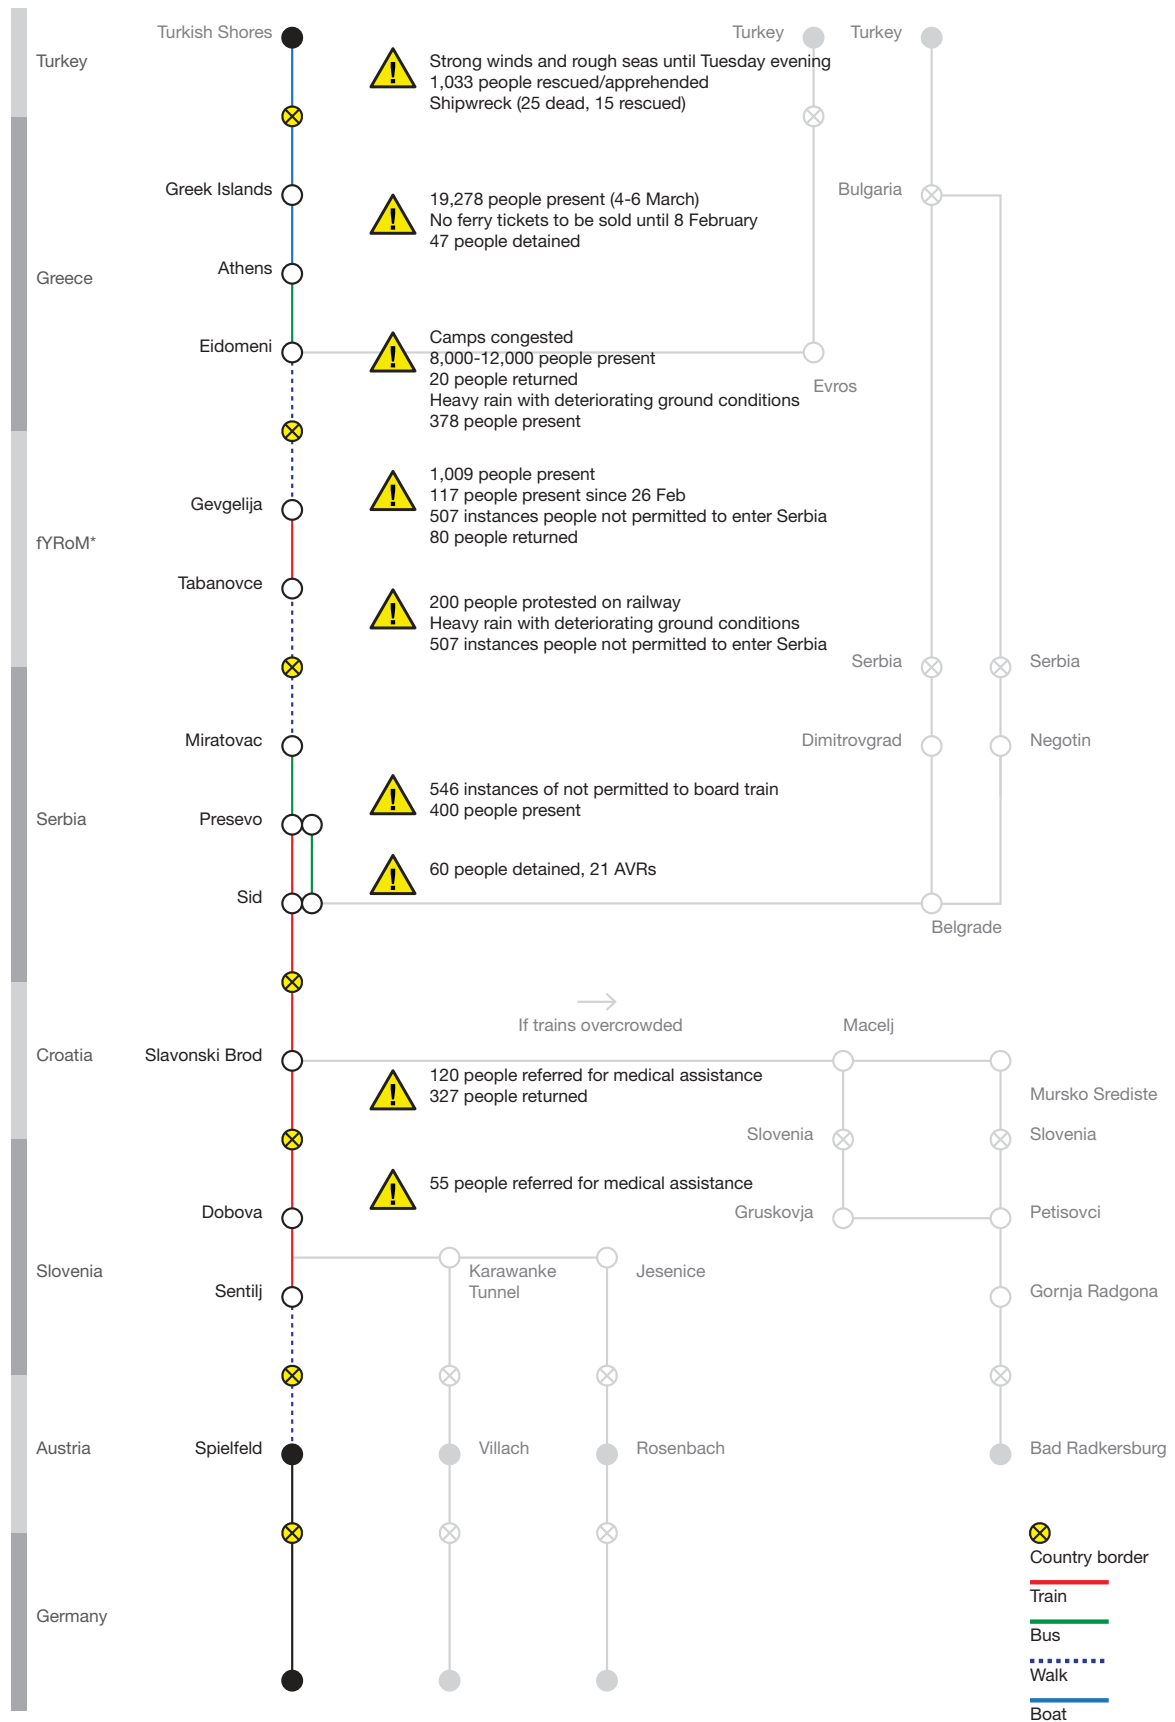 Turkish Shores
Turkey
Turkey
Turkey
Strong winds and rough seas until Tuesday evening
1,033 people rescued/apprehended
Shipwreck (25 dead, 15 rescued)
Greek Islands
Bulgaria
19,278 people present (4-6 March)
No ferry tickets to be sold until 8 February
47 people detained
Athens
Greece
Eidomeni
Camps congested
8,000-12,000 people present
20 people returned
Heavy rain with deteriorating ground conditions
378 people present
Evros
Gevgelija
1,009 people present
117 people present since 26 Feb
507 instances people not permitted to enter Serbia
80 people returned
fYRoM*
Tabanovce
200 people protested on railway
Heavy rain with deteriorating ground conditions
507 instances people not permitted to enter Serbia
Serbia
Serbia
Miratovac
Dimitrovgrad
Negotin
546 instances of not permitted to board train
400 people present
Serbia
Presevo
60 people detained, 21 AVRs
Sid
Belgrade
If trains overcrowded
Macelj
Croatia
Slavonski Brod
120 people referred for medical assistance
327 people returned
Mursko Srediste
Slovenia
Slovenia
55 people referred for medical assistance
Dobova
Gruskovja
Petisovci
Slovenia
Karawanke
Tunnel
Jesenice
Sentilj
Gornja Radgona
Austria
Spielfeld
Villach
Rosenbach
Bad Radkersburg
Country border
Train
Germany
Bus
Walk
Boat